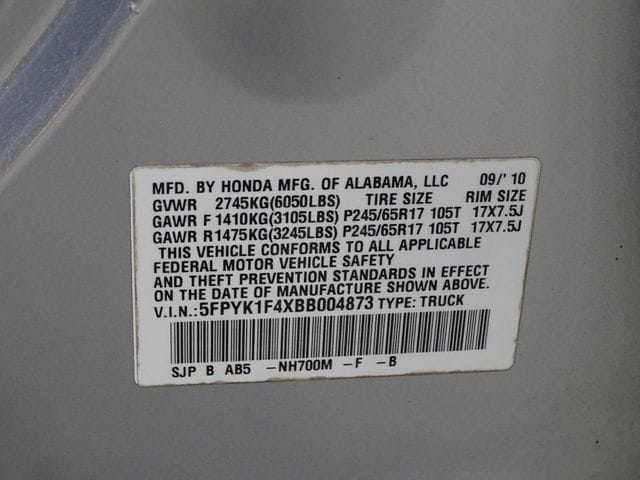 MFD. BY HONDA MFG. OF ALABAMA, LLC 09/'10
GVWR 2745KG(6050LBS) TIRE SIZE RIM SIZE
GAWR F 1410KG(3105LBS) P245/65R17 105T 17X7.5J
GAWR R1475KG(3245LBS) P245/65R17 105T 17X7.5J
THIS VEHICLE CONFORMS TO ALL APPLICABLE
FEDERAL MOTOR VEHICLE SAFETY
AND THEFT PREVENTION STANDARDS IN EFFECT
ON THE DATE OF MANUFACTURE SHOWN ABOVE.
V.I.N.:5FPYK1F4XBB004873 TYPE: TRUCK
SJP B AB5 -NH700M -F -B